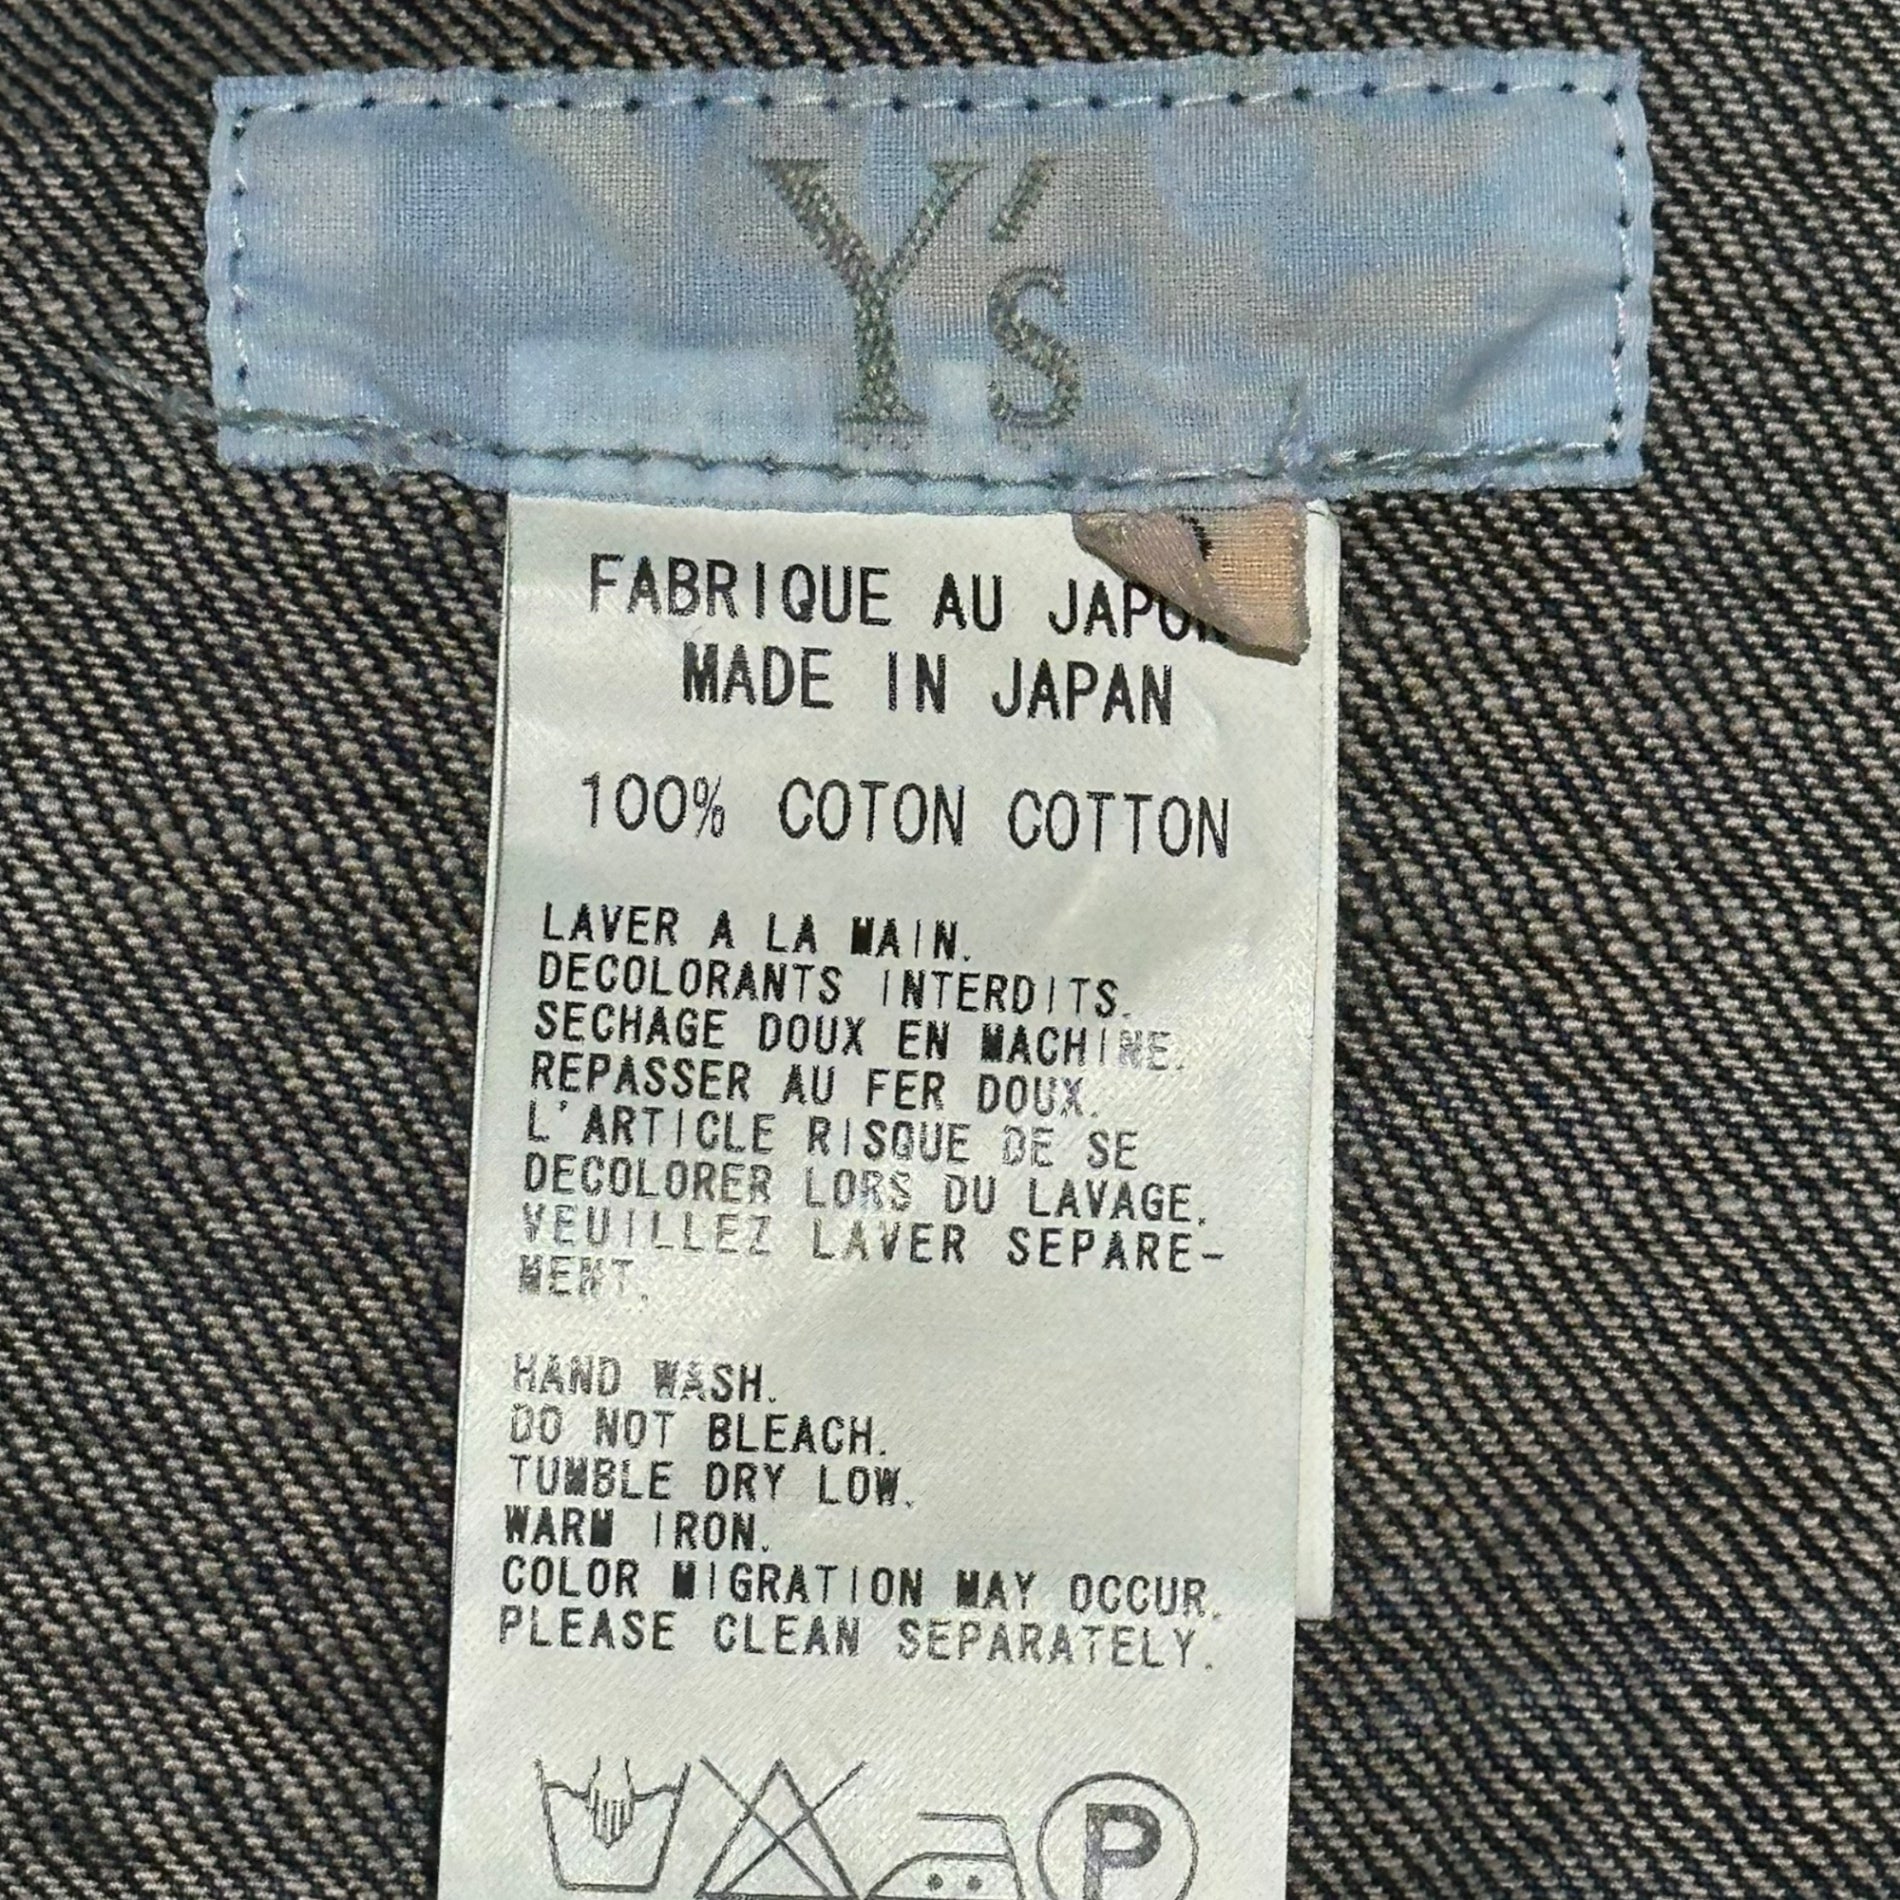 Y's
FABRIQUE AU JAPON
MADE IN JAPAN
100% COTON COTTON
LAVER A LA MAIN.
DECOLORANTS INTERDITS.
SECHAGE DOUX EN MACHINE.
REPASSER AU FER DOUX.
L'ARTICLE RISQUE DE SE
DECOLORER LORS DU LAVAGE.
VEUILLEZ LAVER SEPARE-
MENT.
HAND WASH.
DO NOT BLEACH.
TUMBLE DRY LOW.
WARM IRON.
COLOR MIGRATION MAY OCCUR.
PLEASE CLEAN SEPARATELY.
P